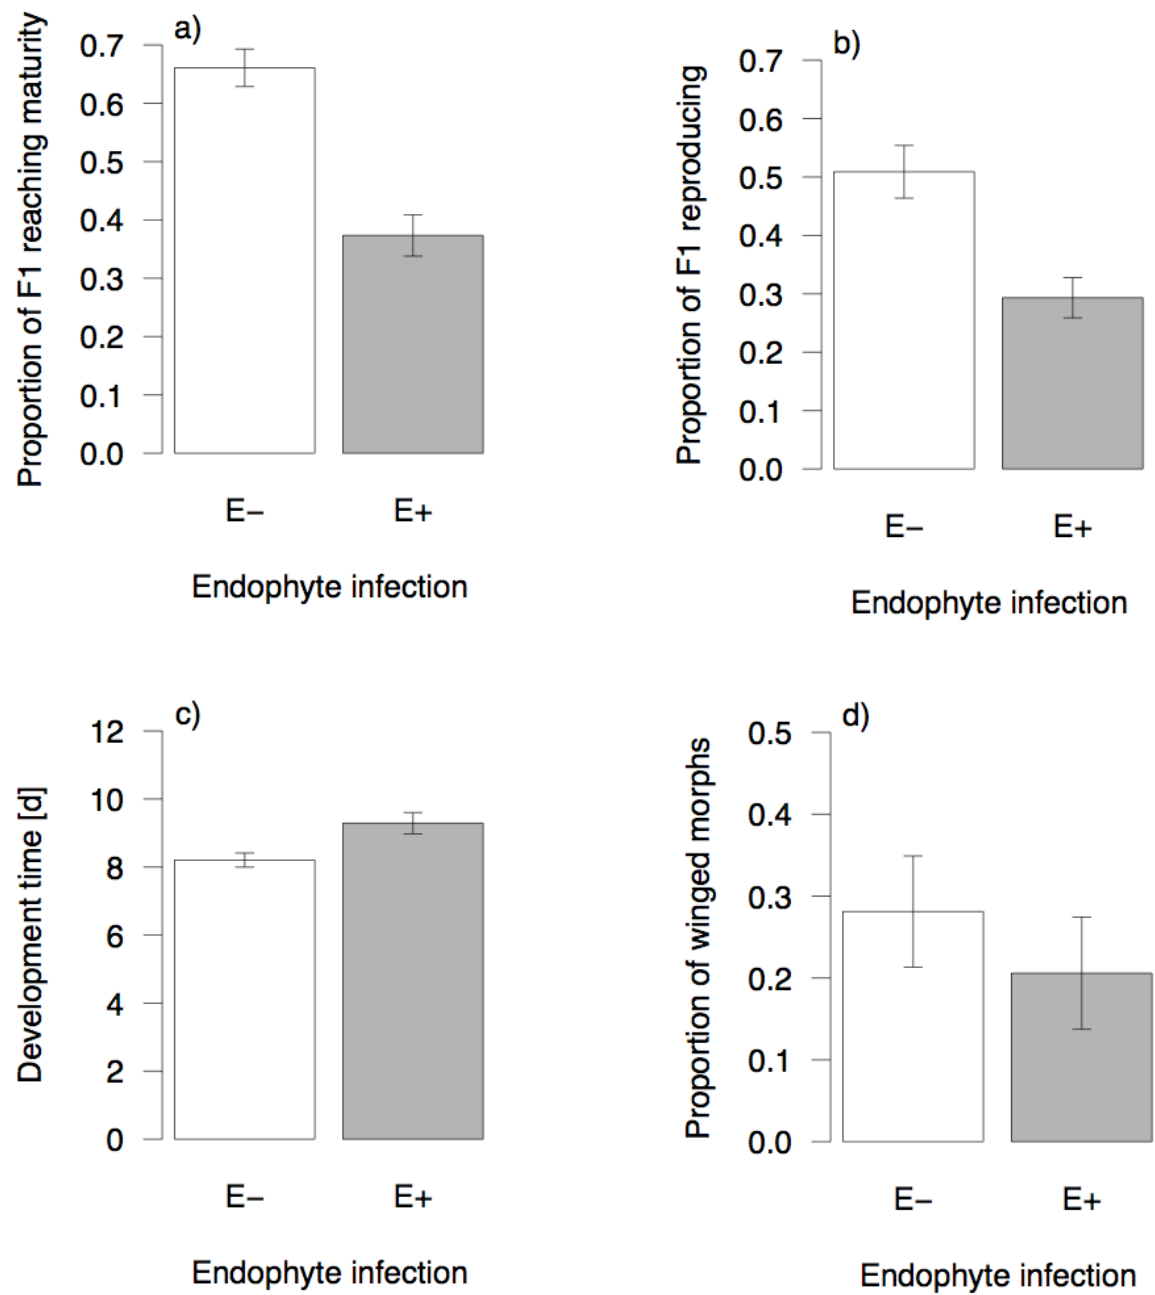 a)
Proportion of F1 reaching maturity
0.7
0.6
0.5
0.4
0.3
0.2
0.1
0.0
E−
E+
Endophyte infection
b)
Proportion of F1 reproducing
0.7
0.6
0.5
0.4
0.3
0.2
0.1
0.0
E−
E+
Endophyte infection
c)
Development time [d]
12
10
8
6
4
2
0
E−
E+
Endophyte infection
d)
Proportion of winged morphs
0.5
0.4
0.3
0.2
0.1
0.0
E−
E+
Endophyte infection